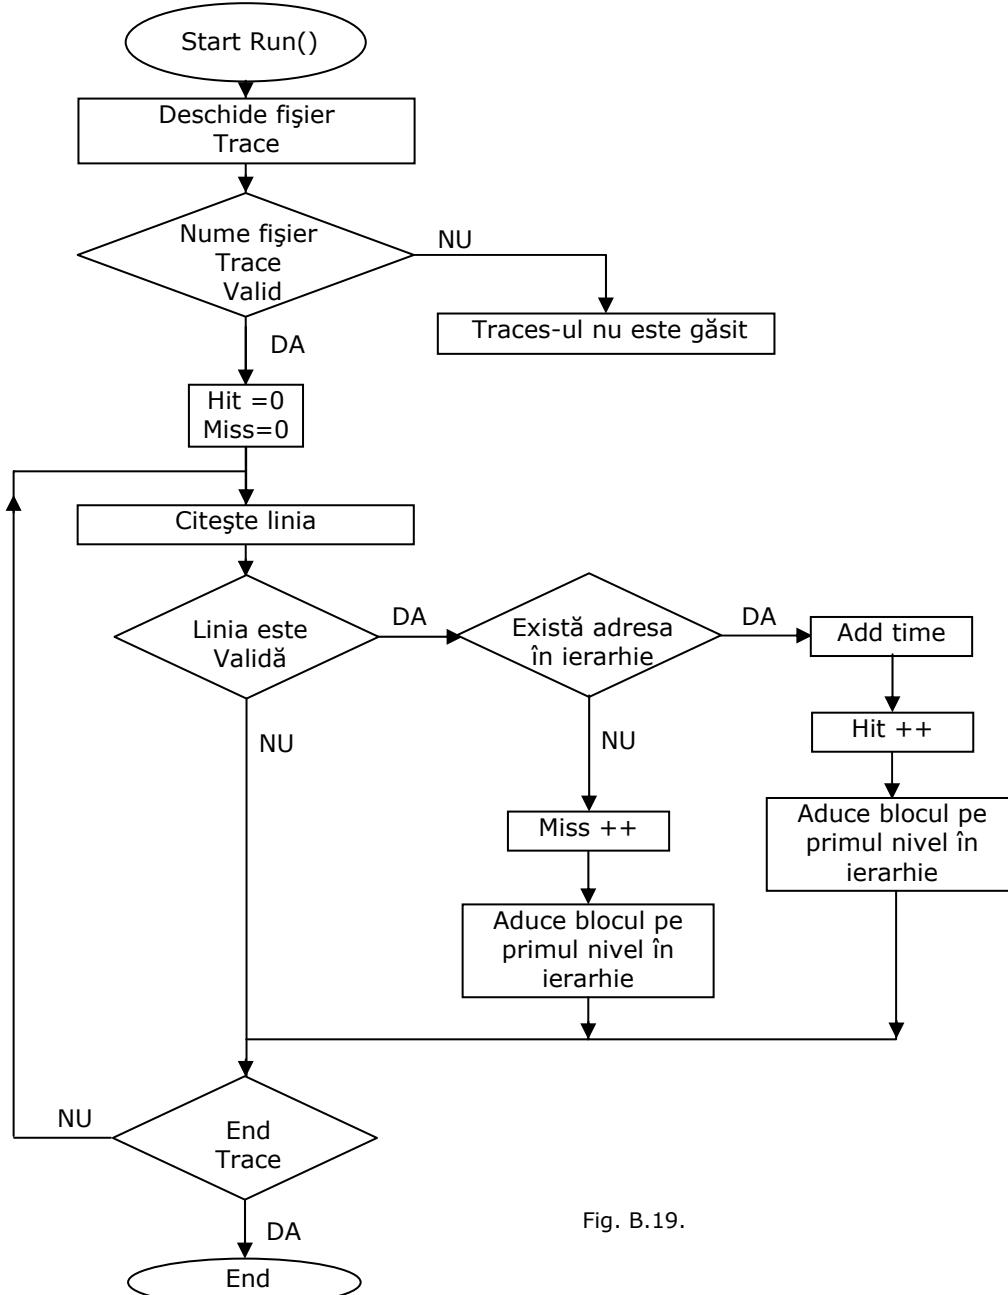 Start Run()
Deschide fişier
Trace
Nume fişier
Trace
Valid
NU
Traces-ul nu este găsit
DA
Hit =0
Miss=0
Citeşte linia
Linia este
Validă
DA
Există adresa
în ierarhie
DA
Add time
NU
NU
Hit ++
Miss ++
Aduce blocul pe
primul nivel în
ierarhie
Aduce blocul pe
primul nivel în
ierarhie
NU
End
Trace
DA
Fig. B.19.
End